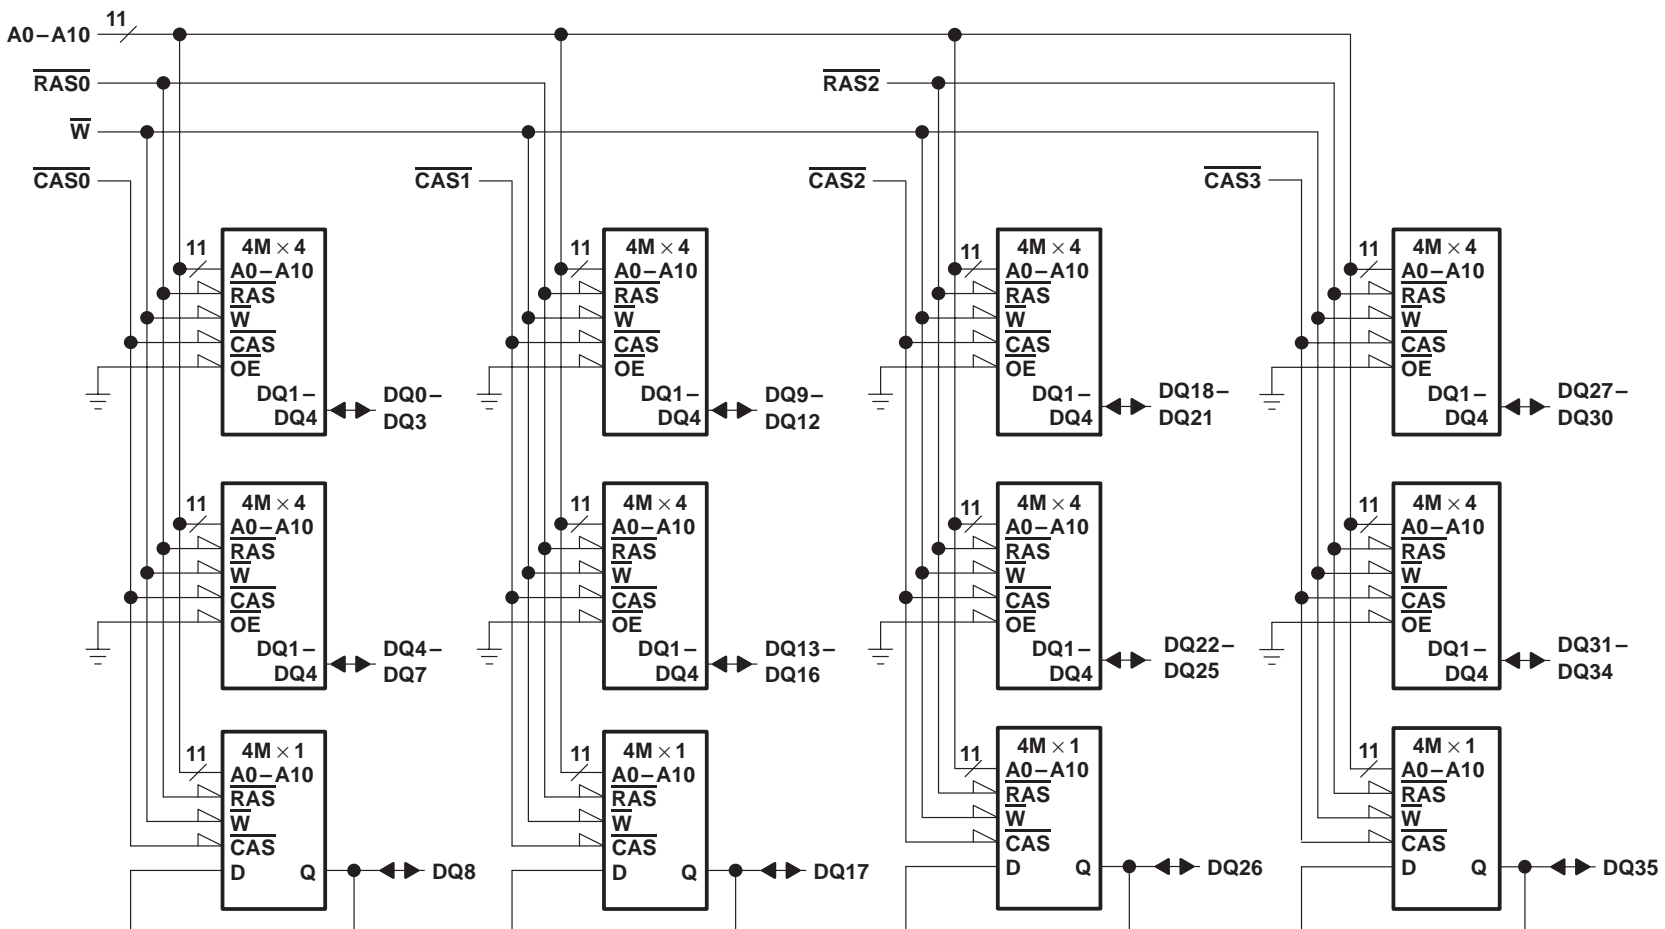 A0–A10 11
RAS0 RAS2
W
CAS0 CAS1 CAS2 CAS3
11 4M × 4
A0–A10
RAS
W
CAS
OE
DQ1–
DQ4
DQ0–
DQ3
11 4M × 4
A0–A10
RAS
W
CAS
OE
DQ1–
DQ4
DQ9–
DQ12
11 4M × 4
A0–A10
RAS
W
CAS
OE
DQ1–
DQ4
DQ18–
DQ21
11 4M × 4
A0–A10
RAS
W
CAS
OE
DQ1–
DQ4
DQ27–
DQ30
11 4M × 4
A0–A10
RAS
W
CAS
OE
DQ1–
DQ4
DQ4–
DQ7
11 4M × 4
A0–A10
RAS
W
CAS
OE
DQ1–
DQ4
DQ13–
DQ16
11 4M × 4
A0–A10
RAS
W
CAS
OE
DQ1–
DQ4
DQ22–
DQ25
11 4M × 4
A0–A10
RAS
W
CAS
OE
DQ1–
DQ4
DQ31–
DQ34
11 4M × 1
A0–A10
RAS
W
CAS
D Q DQ8
11 4M × 1
A0–A10
RAS
W
CAS
D Q DQ17
11 4M × 1
A0–A10
RAS
W
CAS
D Q DQ26
11 4M × 1
A0–A10
RAS
W
CAS
D Q DQ35